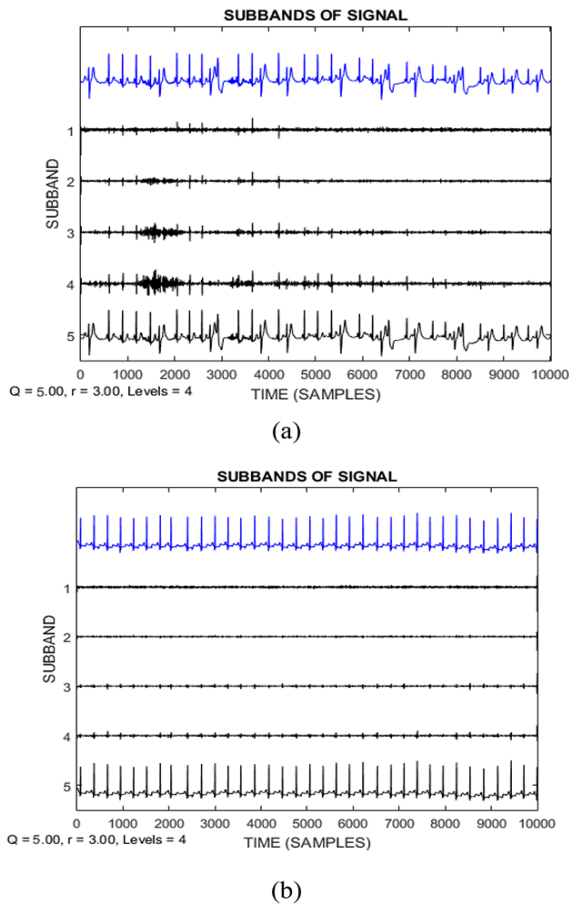 SUBBANDS OF SIGNAL
SUBBAND
1
2
3
4
5
0 1000 2000 3000 4000 5000 6000 7000 8000 9000 10000
Q = 5.00, r = 3.00, Levels = 4
TIME (SAMPLES)
(a)
SUBBANDS OF SIGNAL
SUBBAND
1
2
3
4
5
0 1000 2000 3000 4000 5000 6000 7000 8000 9000 10000
Q = 5.00, r = 3.00, Levels = 4
TIME (SAMPLES)
(b)